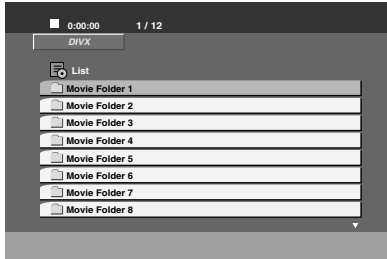 0:00:00 1 / 12
DIVX
List
Movie Folder 1
Movie Folder 2
Movie Folder 3
Movie Folder 4
Movie Folder 5
Movie Folder 6
Movie Folder 7
Movie Folder 8